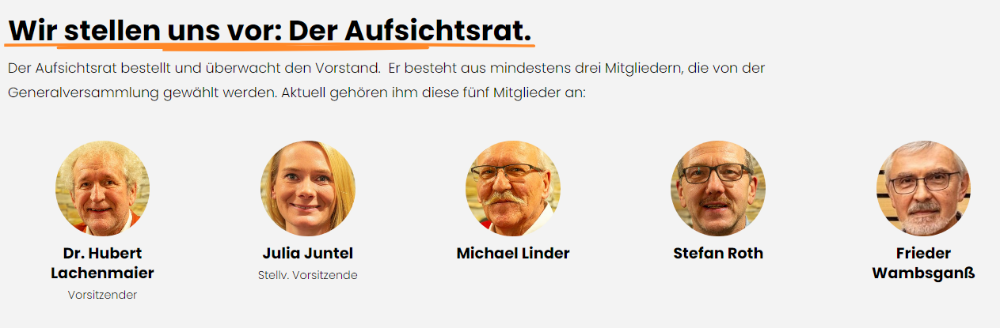 Wir stellen uns vor: Der Aufsichtsrat.
Der Aufsichtsrat bestellt und überwacht den Vorstand.  Er besteht aus mindestens drei Mitgliedern, die von der
Generalversammlung gewählt werden. Aktuell gehören ihm diese fünf Mitglieder an:
Dr. Hubert
Lachenmaier
Vorsitzender
Julia Juntel
Stellv. Vorsitzende
Michael Linder
Stefan Roth
Frieder
Wambsganß